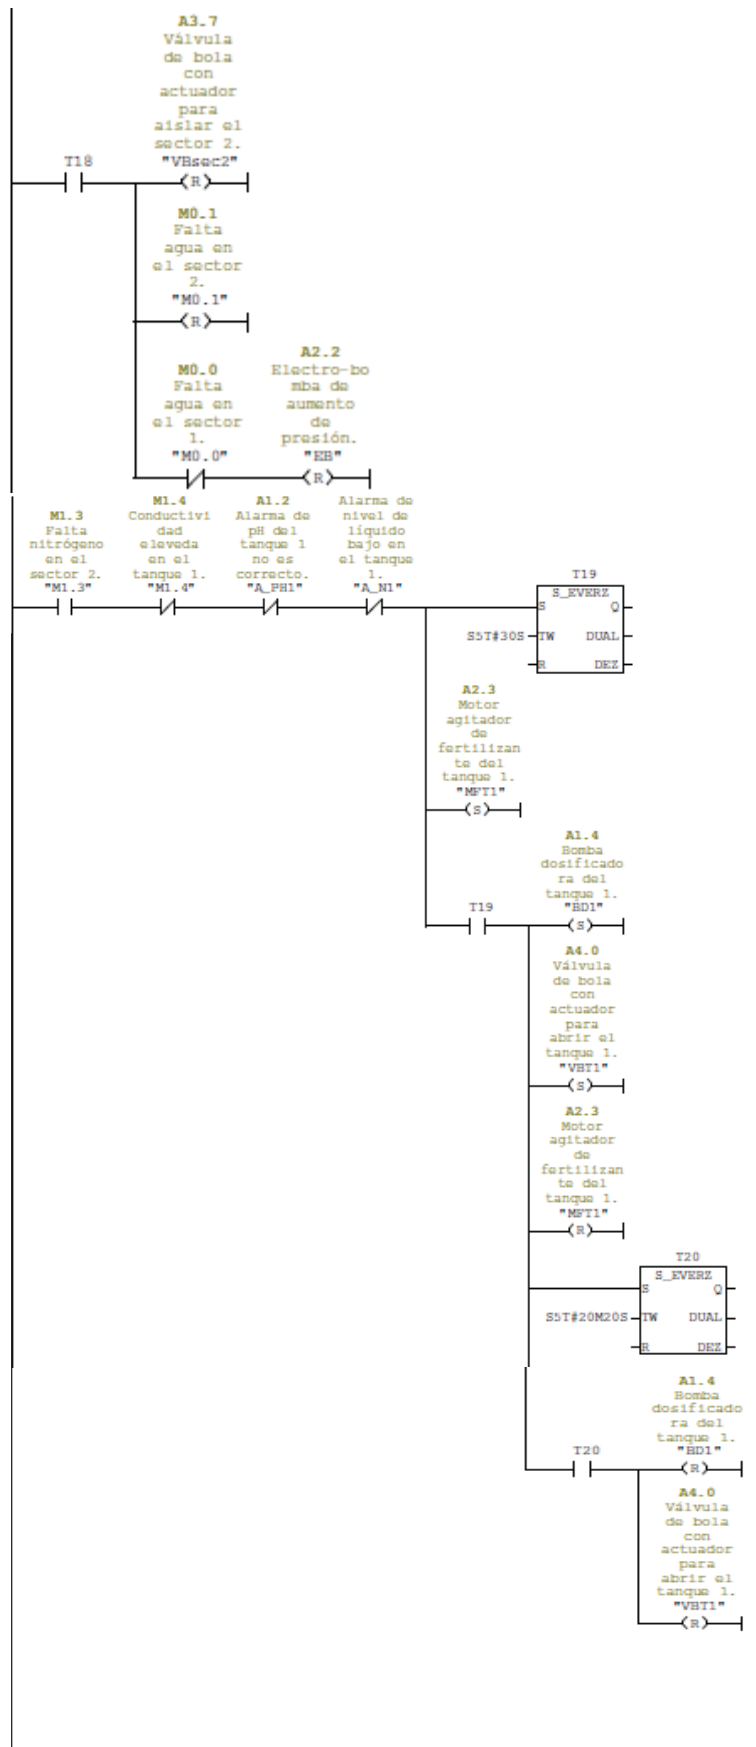 A3.7
Válvula
de bola
con
actuador
para
aislar el
sector 2.
T18
"VBsec2"
(R)
M0.1
Falta
agua en
el sector
2.
"M0.1"
(R)
M0.0
Falta
agua en
el sector
1.
"M0.0"
A2.2
Electro-bo
mba de
aumento
de
presión.
"EB"
(R)
M1.3
Falta
nitrógeno
en el
sector 2.
"M1.3"
M1.4
Conductivi
dad
eleveda
en el
tanque 1.
"M1.4"
A1.2
Alarma de
pH del
tanque 1
no es
correcto.
"A_PH1"
Alarma de
nivel de
líquido
bajo en
el tanque
1.
"A_N1"
T19
S_EVERZ
S Q
S5T#30S TW DUAL
R DEZ
A2.3
Motor
agitador
de
fertilizan
te del
tanque 1.
"MFT1"
(S)
A1.4
Bomba
dosificado
ra del
tanque 1.
T19
"BD1"
(S)
A4.0
Válvula
de bola
con
actuador
para
abrir el
tanque 1.
"VBT1"
(S)
A2.3
Motor
agitador
de
fertilizan
te del
tanque 1.
"MFT1"
(R)
T20
S_EVERZ
S Q
S5T#20M20S TW DUAL
R DEZ
A1.4
Bomba
dosificado
ra del
tanque 1.
T20
"BD1"
(R)
A4.0
Válvula
de bola
con
actuador
para
abrir el
tanque 1.
"VBT1"
(R)